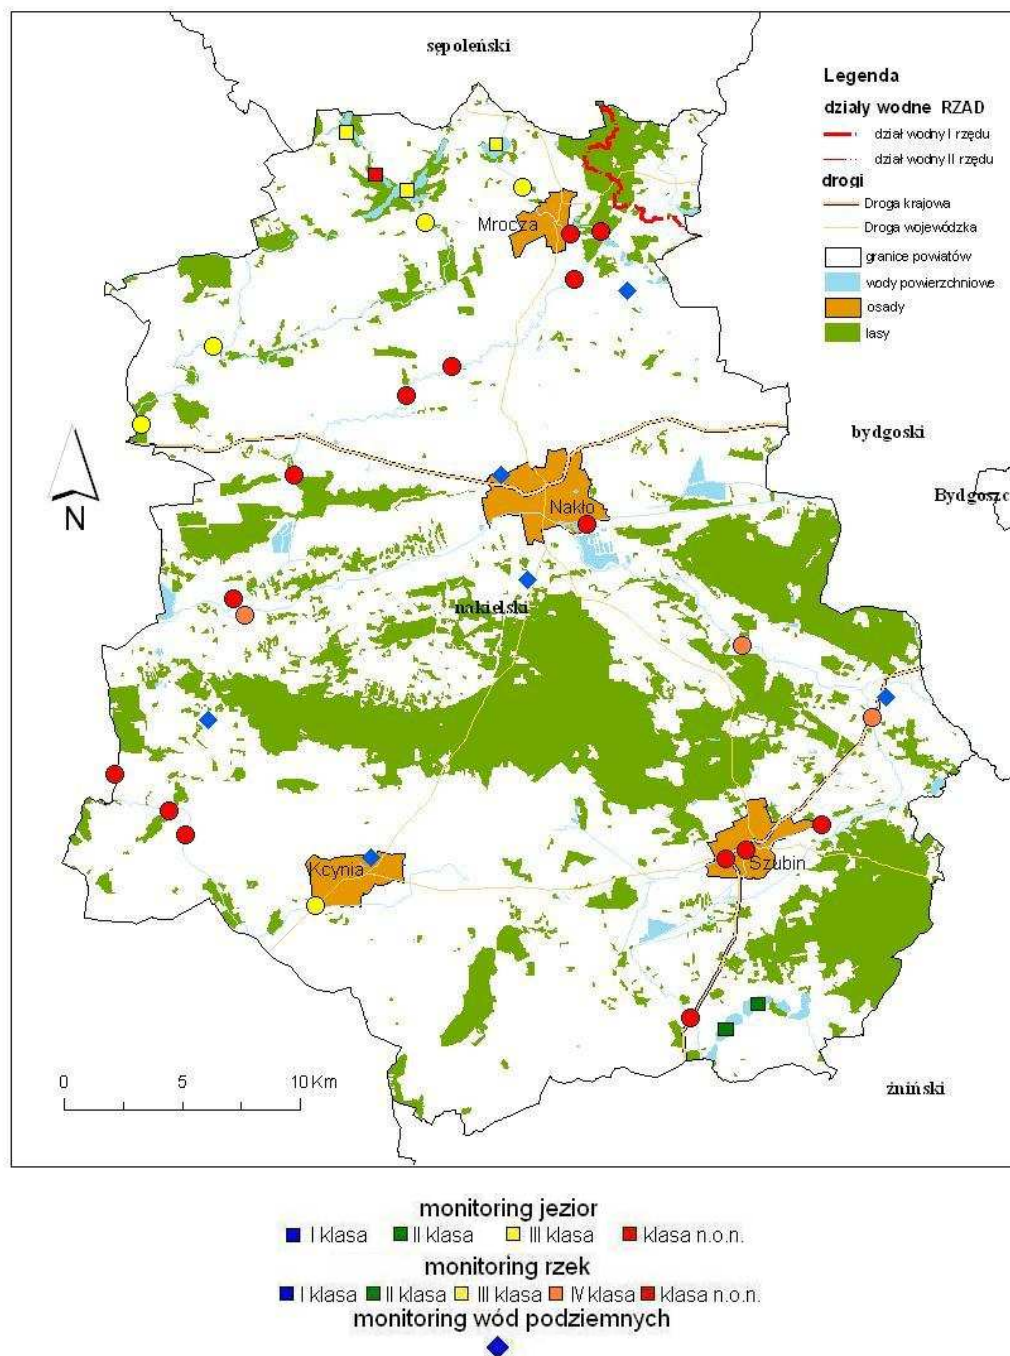 sępoleński
Legenda
działy wodne RZAD
dział wodny I rzędu
dział wodny II rzędu
drogi
Droga krajowa
Droga wojewódzka
granice powiatów
wody powierzchniowe
osady
lasy
Mrocza
bydgoski
Bydgoszc
N
Nakło
nakielski
Szubin
Kcynia
0 5 10 Km
żniński
monitoring jezior
I klasa II klasa III klasa klasa n.o.n.
monitoring rzek
I klasa II klasa III klasa IV klasa klasa n.o.n.
monitoring wód podziemnych